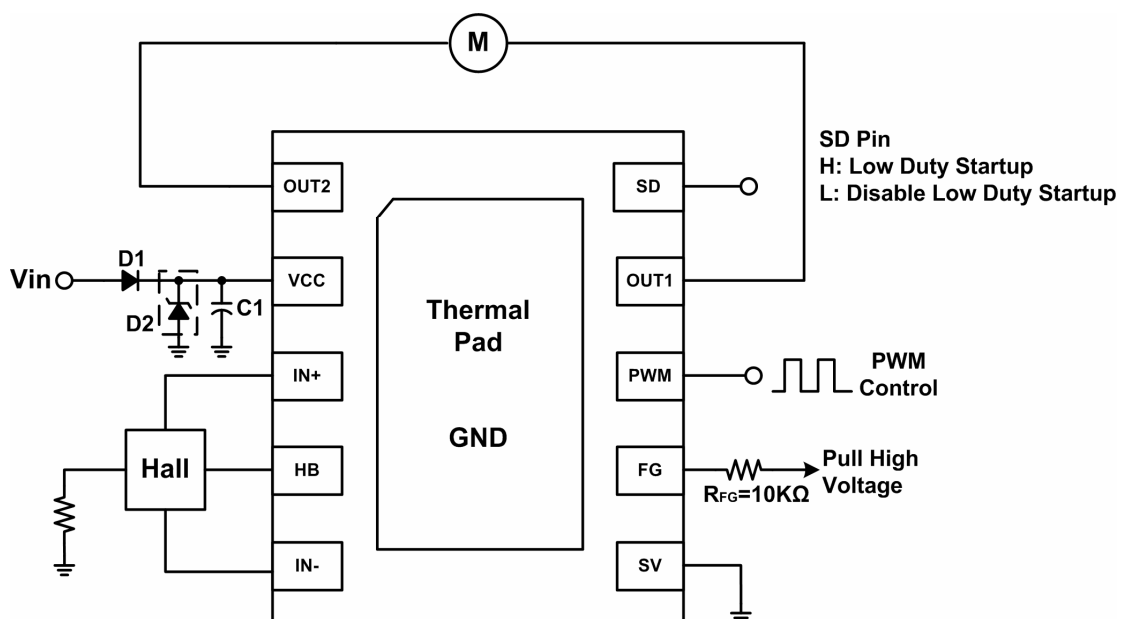 M
SD Pin
H: Low Duty Startup
L: Disable Low Duty Startup
OUT2
SD
D1
Vin
VCC
OUT1
D2
C1
Thermal
Pad
IN+
PWM
PWM
Control
GND
Hall
HB
FG
Pull High
Voltage
RFG=10KΩ
IN-
SV